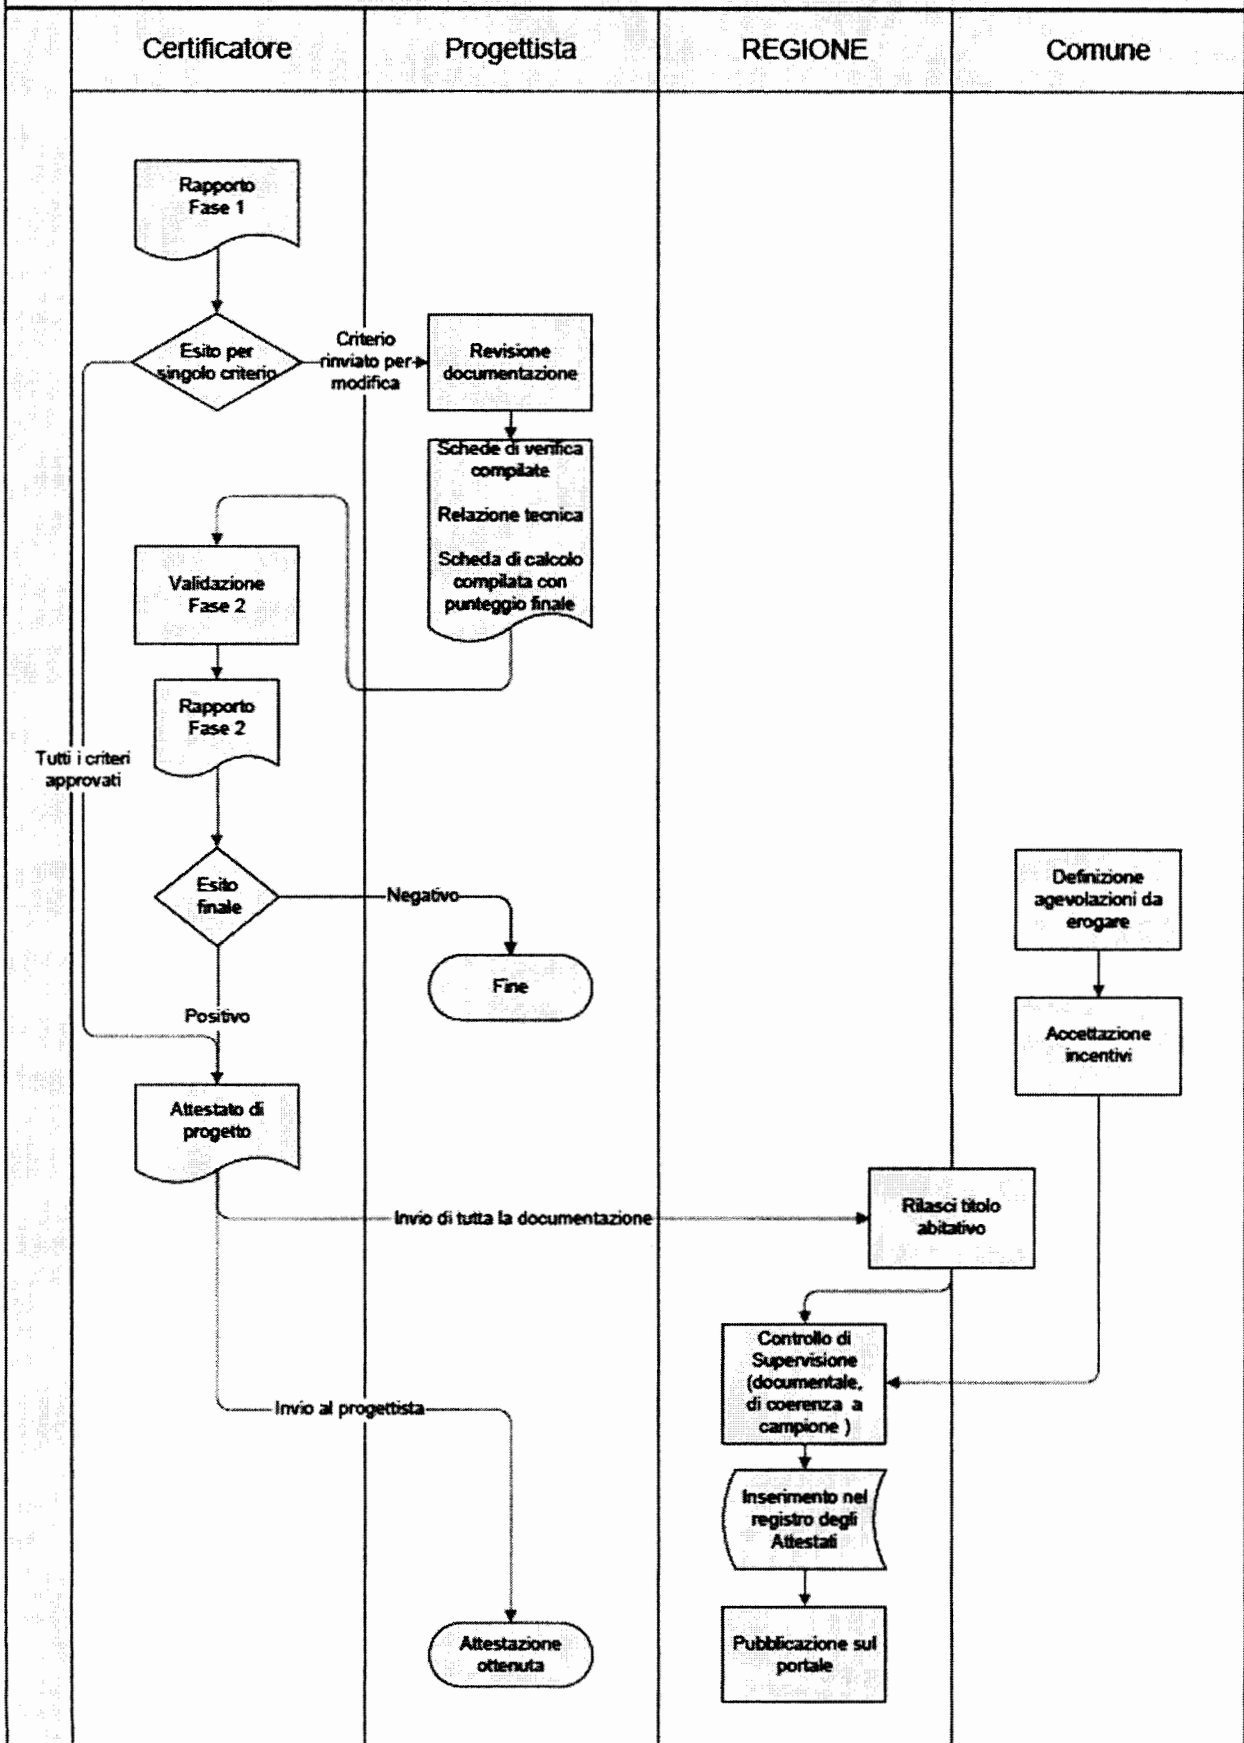 Certificatore
Progettista
REGIONE
Comune
Rapporto
Fase 1
Esito per
singolo criterio
Criterio
rinviato per
modifica
Revisione
documentazione
Schede di verifica
compilate
Relazione tecnica
Scheda di calcolo
compilata con
punteggio finale
Validazione
Fase 2
Rapporto
Fase 2
Tutti i criteri
approvati
Esito
finale
Negativo
Fine
Positivo
Definizione
agevolazioni da
erogare
Accettazione
incentivi
Attestato di
progetto
Invio di tutta la documentazione
Rilasci titolo
abitativo
Controllo di
Supervisione
(documentale,
di coerenza a
campione )
Invio al progettista
Inserimento nel
registro degli
Attestati
Attestazione
ottenuta
Pubblicazione sul
portale